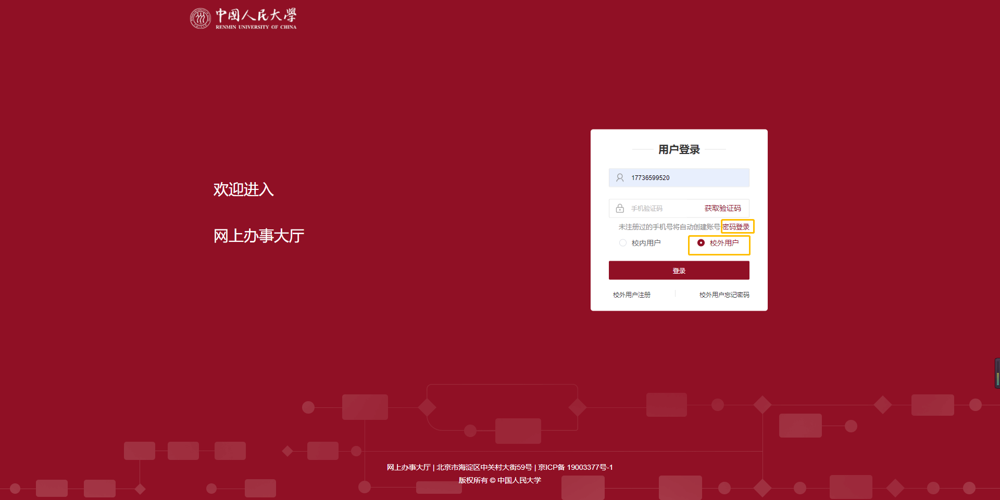 中國人民大學
RENMIN UNIVERSITY OF CHINA
欢迎进入
网上办事大厅
用户登录
17736599520
手机验证码 获取验证码
未注册过的手机号将自动创建账号 密码登录
校内用户 校外用户
登录
校外用户注册 校外用户忘记密码
网上办事大厅 | 北京市海淀区中关村大街59号 | 京ICP备 19003377号-1
版权所有 © 中国人民大学